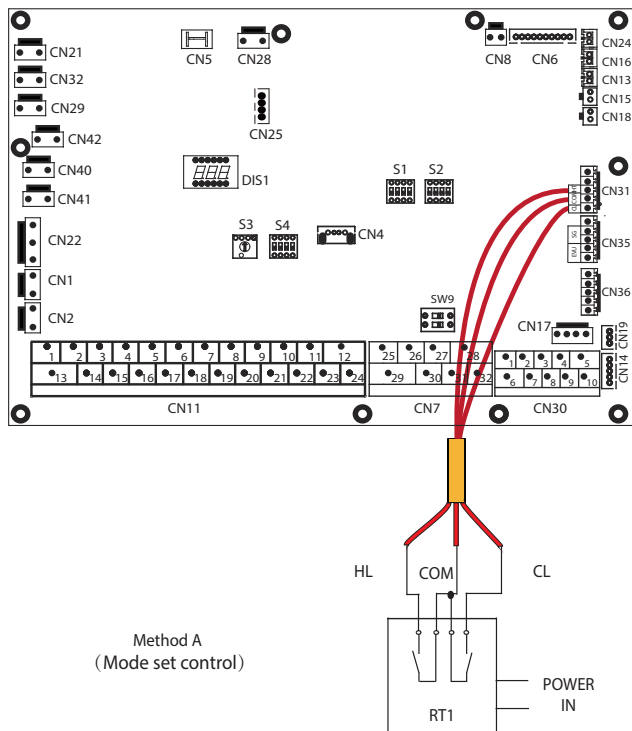 CN21
CN5
CN28
CN8
CN6
CN24
CN16
CN13
CN15
CN18
CN32
CN29
CN25
CN42
CN40
DIS1
S1
S2
CN31
CN41
CN22
S3
S4
CN4
SG
EVU
CN35
CN1
CN36
CN2
SW9
CN17
CN19
CN14
1 2 3 4 5 6 7 8 9 10 11 12
25 26 27 28
1 2 3 4 5
13 14 15 16 17 18 19 20 21 22 23 24
29 30 31 32
6 7 8 9 10
CN11
CN7
CN30
HL
COM
CL
Method A
(Mode set control)
RT1
POWER
IN